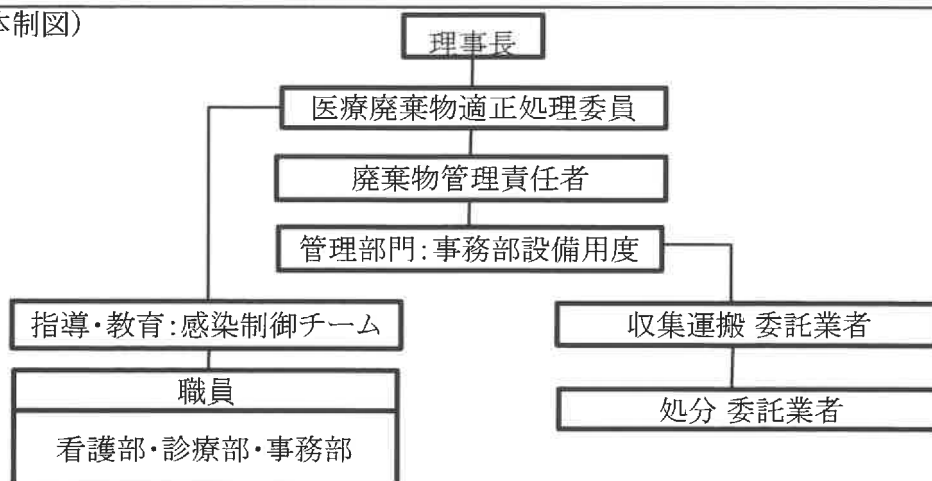 体制図)
理事長
医療廃棄物適正処理委員
廃棄物管理責任者
管理部門:事務部設備用度
指導・教育:感染制御チーム
収集運搬 委託業者
職員
処分 委託業者
看護部・診療部・事務部